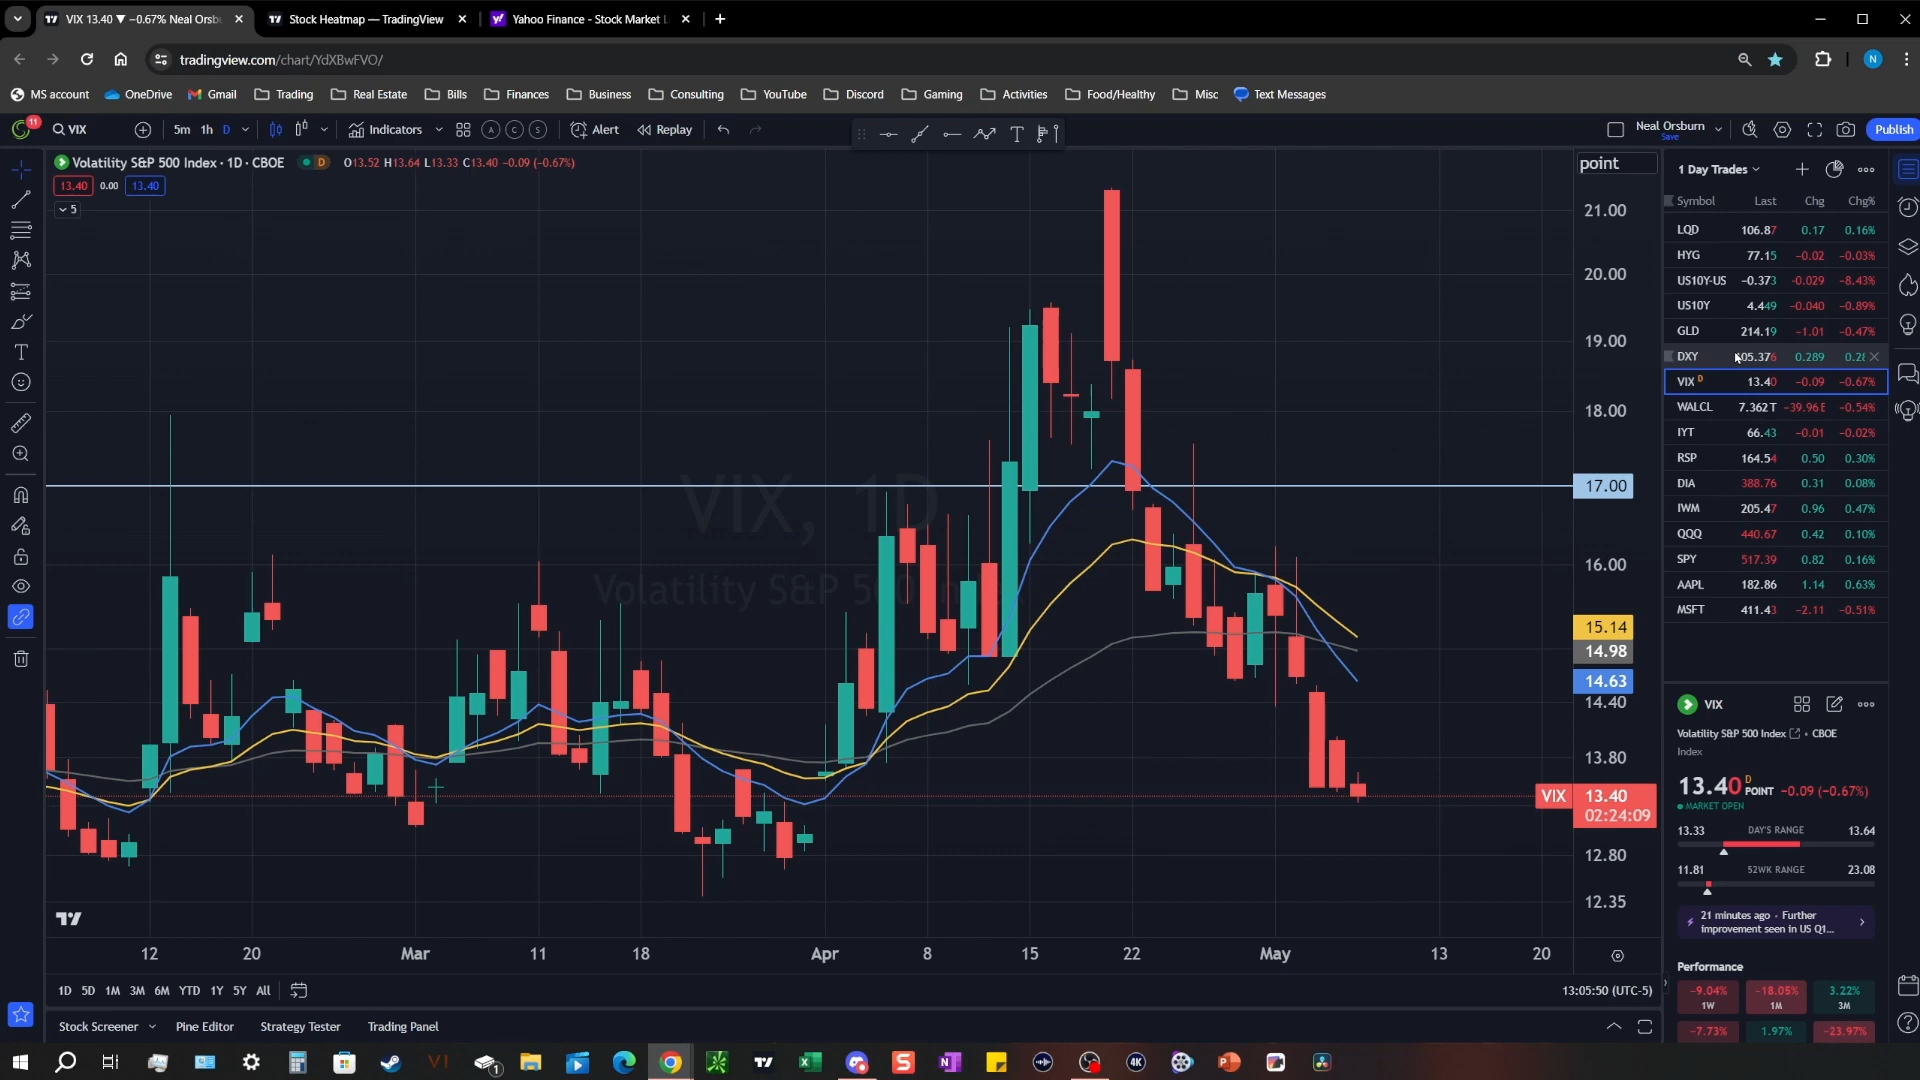 VIX 13.40 ▼ −0.67% Neal Orsb
Stock Heatmap — TradingView
Yahoo Finance - Stock Market L
tradingview.com/chart/YdXBwFVO/
N
MS account
OneDrive
Gmail
Trading
Real Estate
Bills
Finances
Business
Consulting
YouTube
Discord
Gaming
Activities
Food/Healthy
Misc
Text Messages
11
VIX
5m 1h D
Indicators
A C S
Alert
Replay
Neal Orsburn
Save
Publish
Volatility S&P 500 Index · 1D · CBOE
D
O13.52 H13.64 L13.33 C13.40 −0.09 (−0.67%)
13.40 0.00 13.40
5
point
21.00
20.00
19.00
18.00
17.00
16.00
15.14
14.98
14.63
14.40
13.80
VIX 13.40
02:24:09
12.80
12.35
VIX, 1D
Volatility S&P 500 Index
12 20 Mar 11 18 Apr 8 15 22 May 13 20
1D 5D 1M 3M 6M YTD 1Y 5Y All
13:05:50 (UTC-5)
Stock Screener
Pine Editor
Strategy Tester
Trading Panel
1 Day Trades
Symbol Last Chg Chg%
LQD 106.87 0.17 0.16%
HYG 77.15 −0.02 −0.03%
US10Y-US −0.373 −0.029 −8.43%
US10Y 4.449 −0.040 −0.89%
GLD 214.19 −1.01 −0.47%
DXY 05.376 0.289 0.28
VIX D 13.40 −0.09 −0.67%
WALCL 7.362T −39.96B −0.54%
IYT 66.43 −0.01 −0.02%
RSP 164.54 0.50 0.30%
DIA 388.76 0.31 0.08%
IWM 205.47 0.96 0.47%
QQQ 440.67 0.42 0.10%
SPY 517.39 0.82 0.16%
AAPL 182.86 1.14 0.63%
MSFT 411.43 −2.11 −0.51%
VIX
Volatility S&P 500 Index • CBOE
Index
13.40 D POINT −0.09 (−0.67%)
MARKET OPEN
13.33 DAY'S RANGE 13.64
11.81 52WK RANGE 23.08
21 minutes ago · Further
improvement seen in US Q1...
Performance
−9.04% −18.05% 3.22%
1W 1M 3M
−7.73% 1.97% −23.97%
1
4K